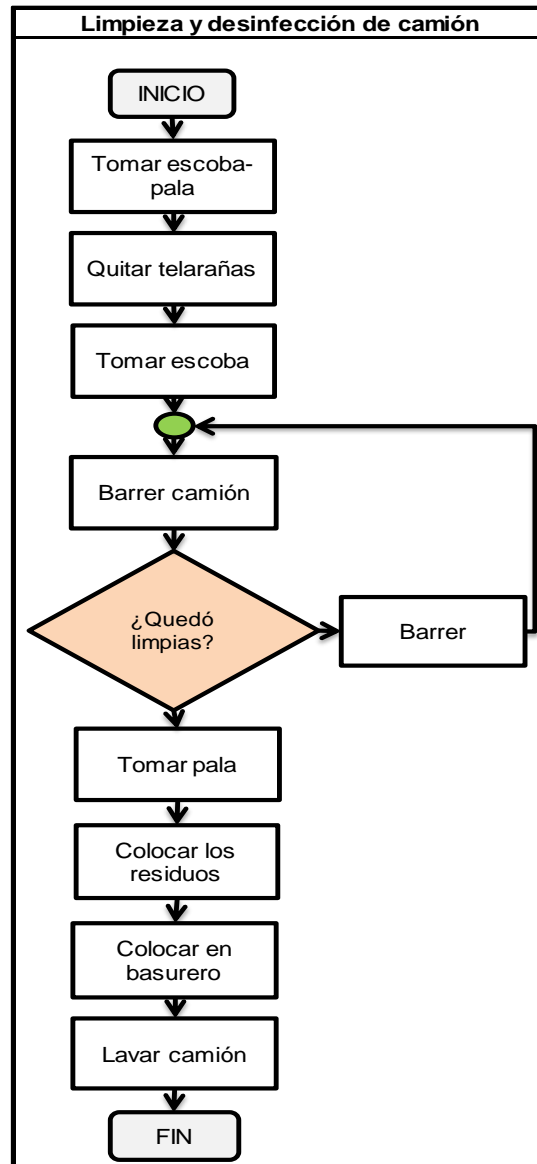 Limpieza y desinfección de camión
INICIO
Tomar escoba-
pala
Quitar telarañas
Tomar escoba
Barrer camión
¿Quedó
limpias?
Barrer
Tomar pala
Colocar los
residuos
Colocar en
basurero
Lavar camión
FIN